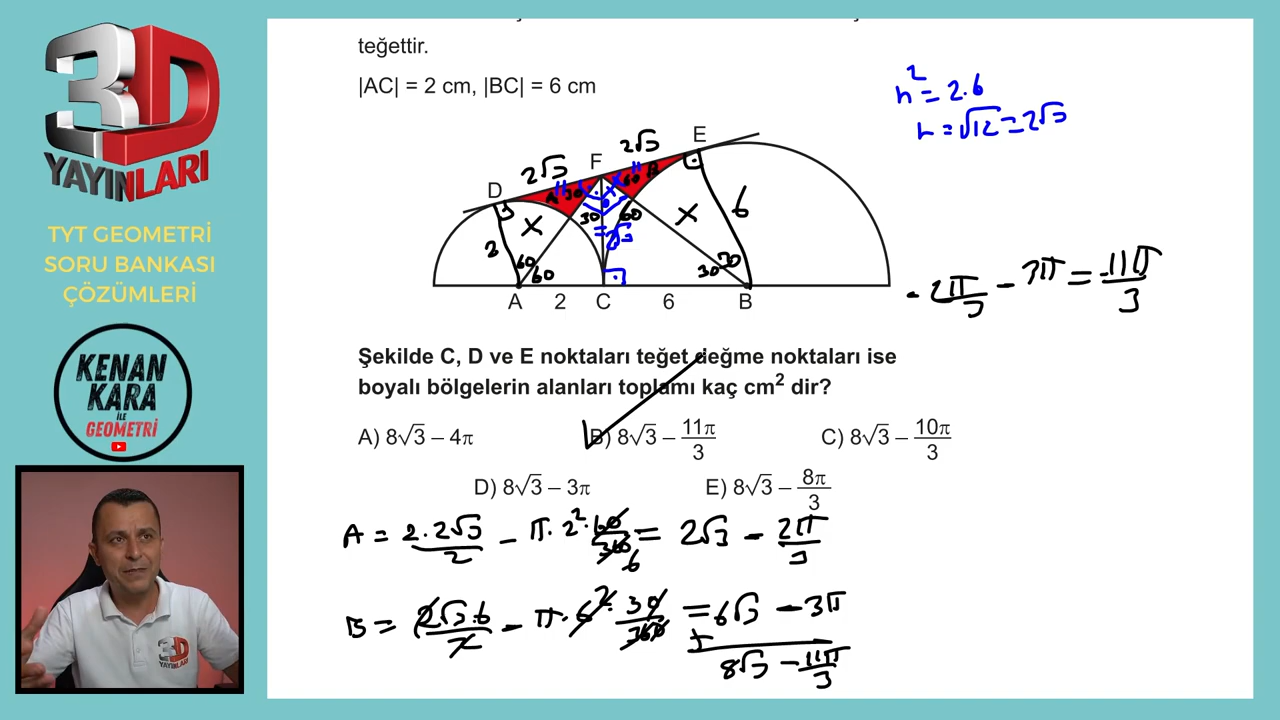 3D
YAYINLARI
TYT GEOMETRİ
SORU BANKASI
ÇÖZÜMLERİ
KENAN
KARA
İLE
GEOMETRİ
3D
YAYINLARI
teğettir.
|AC| = 2 cm, |BC| = 6 cm
h² = 2.6
h = √12 = 2√3
2√3
2√3
E
F
D
60
30
30
60
2√3
2
6
60
60
30
30
A
2
C
6
B
- 2π/3 - 3π = -11π/3
Şekilde C, D ve E noktaları teğet değme noktaları ise
boyalı bölgelerin alanları toplamı kaç cm² dir?
A) 8√3 – 4π
B) 8√3 – 11π/3
C) 8√3 – 10π/3
D) 8√3 – 3π
E) 8√3 – 8π/3
A = 2.2√3/2 - π.2².60/360 = 2√3 - 2π/3
6
B = 2√3.6/2 - π.6².30/360 = 6√3 - 3π
+
8√3 - 11π/3